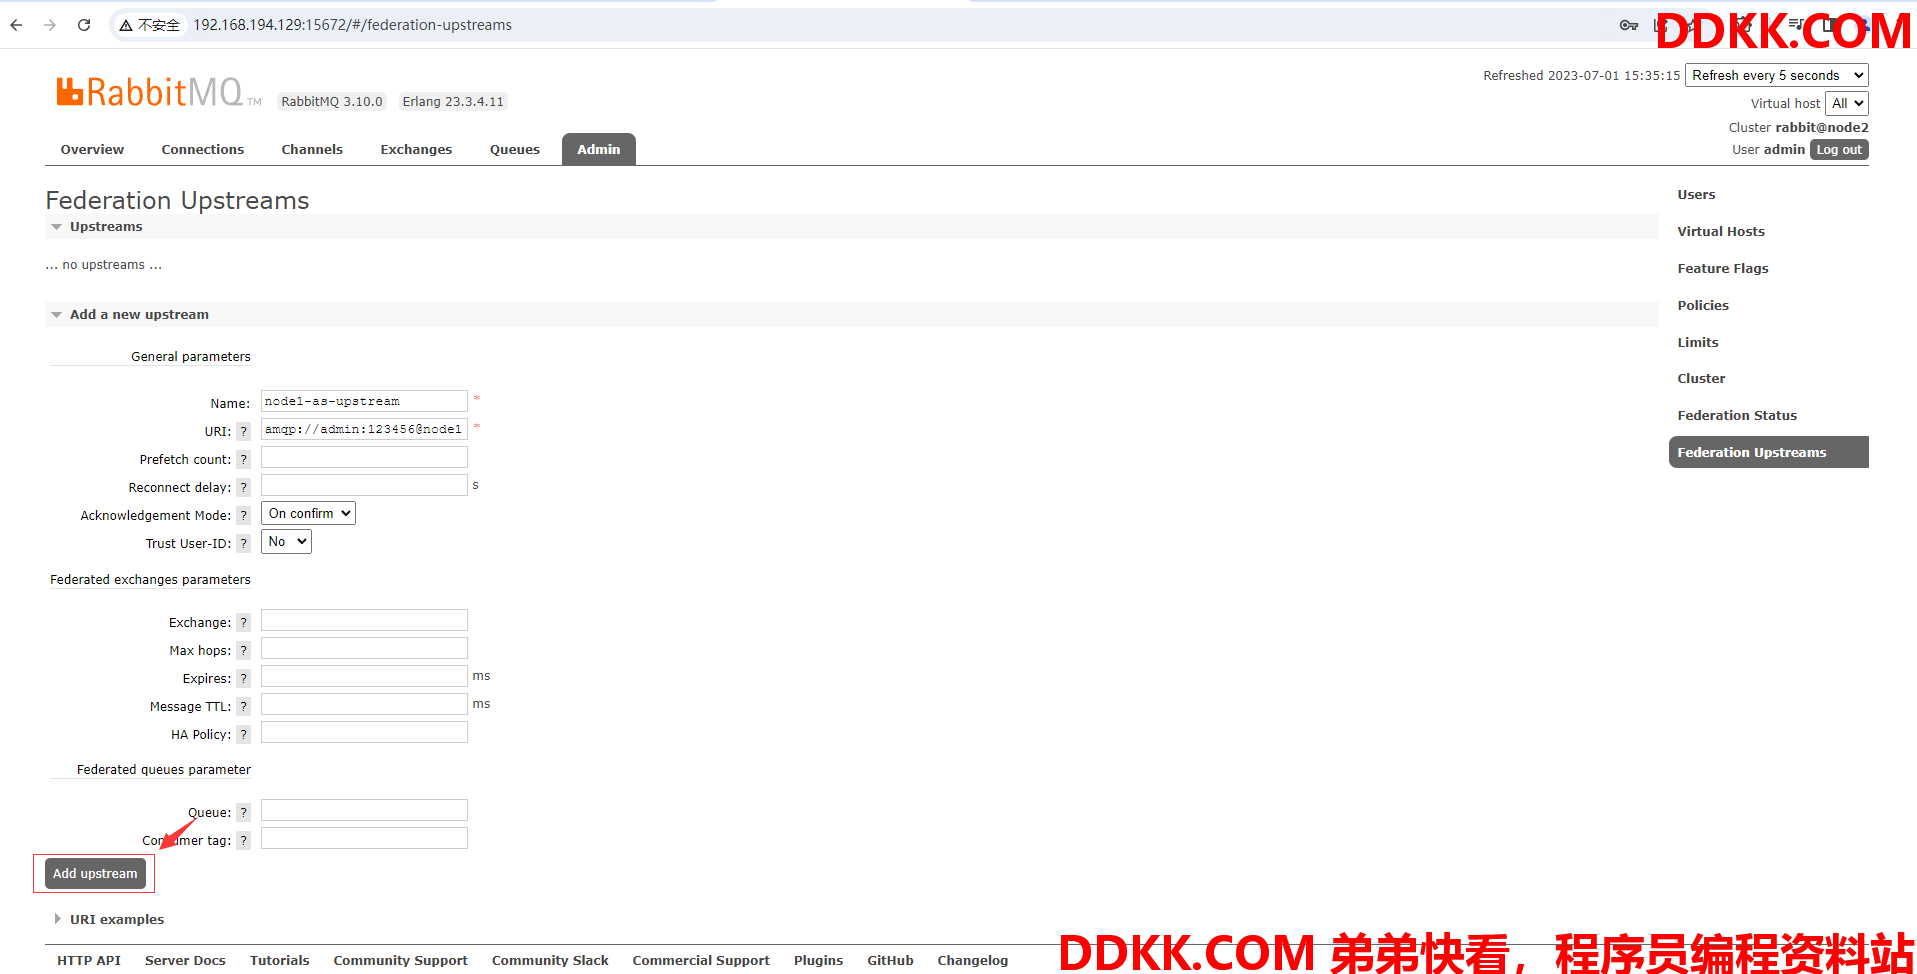 不安全 192.168.194.129:15672/#/federation-upstreams
DDKK.COM
RabbitMQ TM RabbitMQ 3.10.0 Erlang 23.3.4.11
Refreshed 2023-07-01 15:35:15 Refresh every 5 seconds
Virtual host All
Cluster rabbit@node2
User admin Log out
Overview Connections Channels Exchanges Queues Admin
Federation Upstreams
Upstreams
... no upstreams ...
Add a new upstream
General parameters
Name: node1-as-upstream *
URI: ? amqp://admin:123456@node1 *
Prefetch count: ?
Reconnect delay: ? s
Acknowledgement Mode: ? On confirm
Trust User-ID: ? No
Federated exchanges parameters
Exchange: ?
Max hops: ?
Expires: ? ms
Message TTL: ? ms
HA Policy: ?
Federated queues parameter
Queue: ?
Consumer tag: ?
Add upstream
URI examples
Users
Virtual Hosts
Feature Flags
Policies
Limits
Cluster
Federation Status
Federation Upstreams
HTTP API Server Docs Tutorials Community Support Community Slack Commercial Support Plugins GitHub Changelog
DDKK.COM 弟弟快看，程序员编程资料站